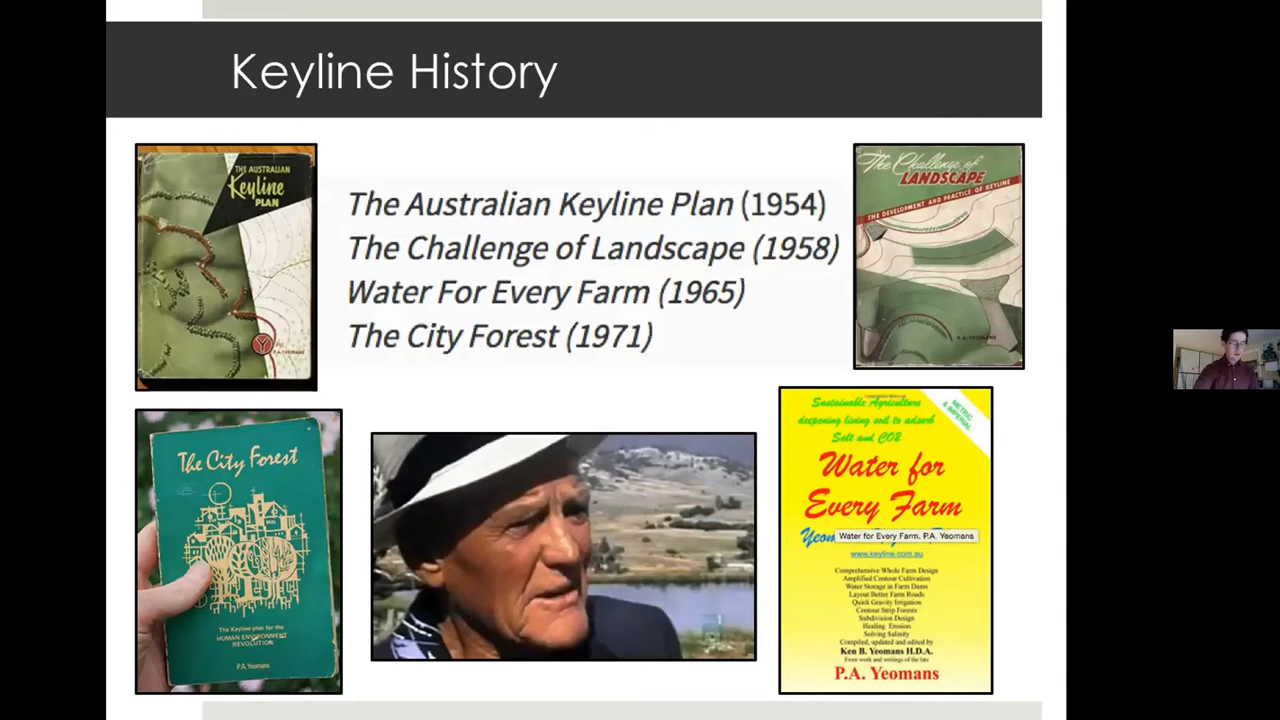 Keyline History
THE AUSTRALIAN
Keyline
PLAN
P.A. YEOMANS
The Australian Keyline Plan (1954)
The Challenge of Landscape (1958)
Water For Every Farm (1965)
The City Forest (1971)
The Challenge of
LANDSCAPE
THE DEVELOPMENT AND PRACTICE OF KEYLINE
P.A. YEOMANS
The City Forest
The Keyline plan for the
HUMAN ENVIRONMENT
REVOLUTION
P.A. Yeomans
Sustainable Agriculture
deepening living soil to adsorb
Salt and CO2
METRIC
& IMPERIAL
Water for
Every Farm
Water for Every Farm, P.A. Yeomans
www.keyline.com.au
Comprehensive Whole Farm Design
Amplified Contour Cultivation
Water Storage in Farm Dams
Layout Better Farm Roads
Quick Gravity Irrigation
Contour Strip Forests
Subdivision Design
Healing Erosion
Solving Salinity
Compiled, updated and edited by
Ken B. Yeomans H.D.A.
From work and writings of the late
P.A. Yeomans